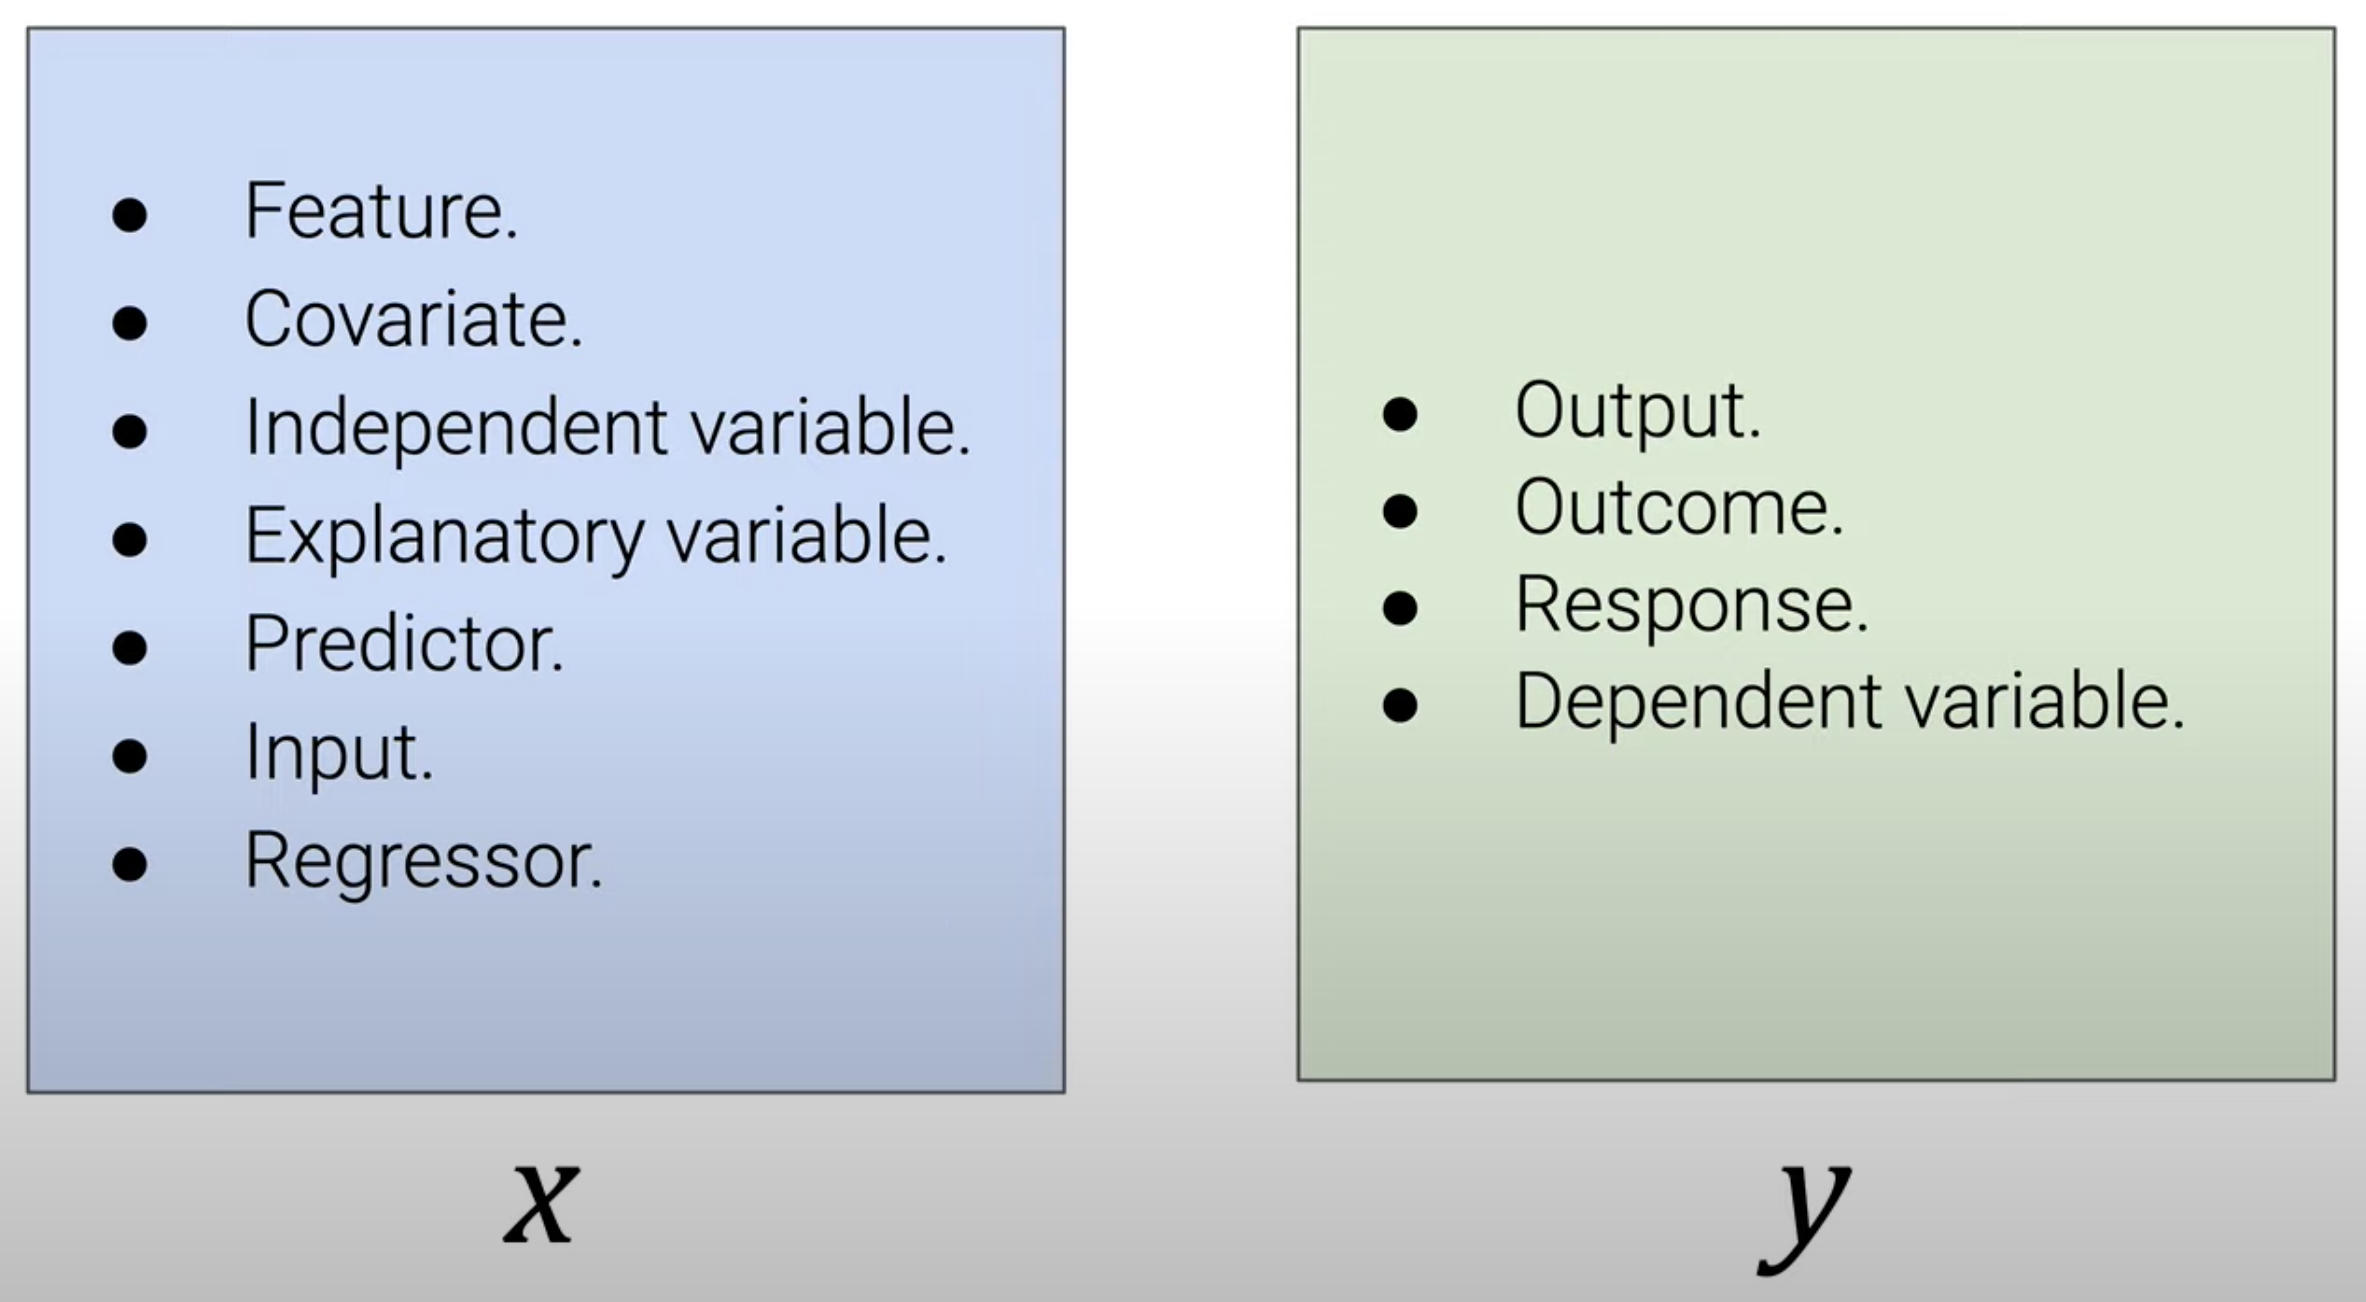 ● Feature.
● Covariate.
● Independent variable.
● Explanatory variable.
● Predictor.
● Input.
● Regressor.
x
● Output.
● Outcome.
● Response.
● Dependent variable.
y